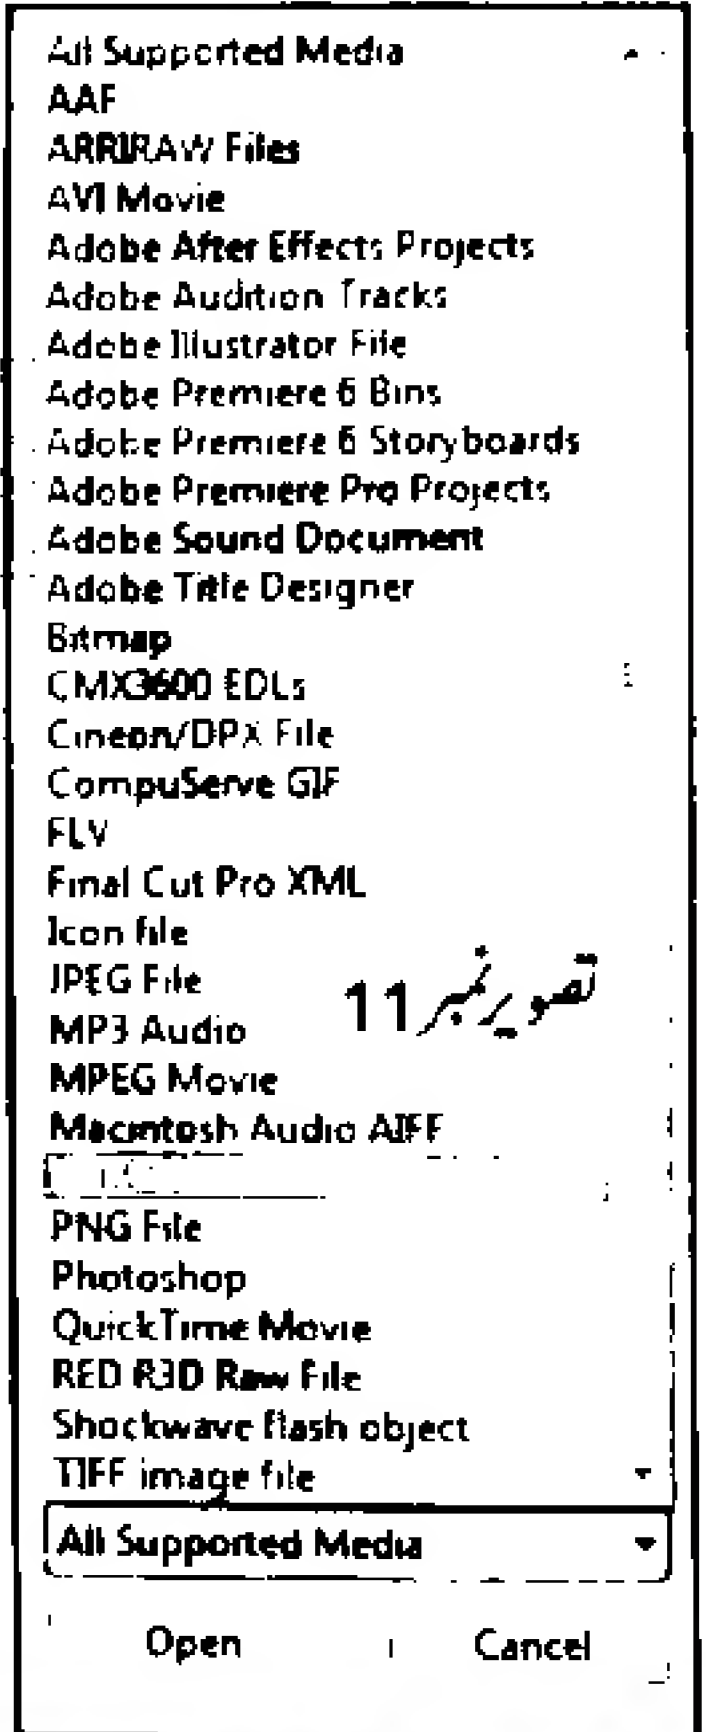 All Supported Media
AAF
ARRIRAW Files
AVI Movie
Adobe After Effects Projects
Adobe Audition Tracks
Adobe Illustrator File
Adobe Premiere 6 Bins
Adobe Premiere 6 Storyboards
Adobe Premiere Pro Projects
Adobe Sound Document
Adobe Title Designer
Bitmap
CMX3600 EDLs
Cineon/DPX File
CompuServe GIF
FLV
Final Cut Pro XML
Icon file
JPEG File
تصویر نمبر 11
MP3 Audio
MPEG Movie
Macintosh Audio AIFF
PNG File
Photoshop
QuickTime Movie
RED R3D Raw File
Shockwave flash object
TIFF image file
All Supported Media
Open
Cancel